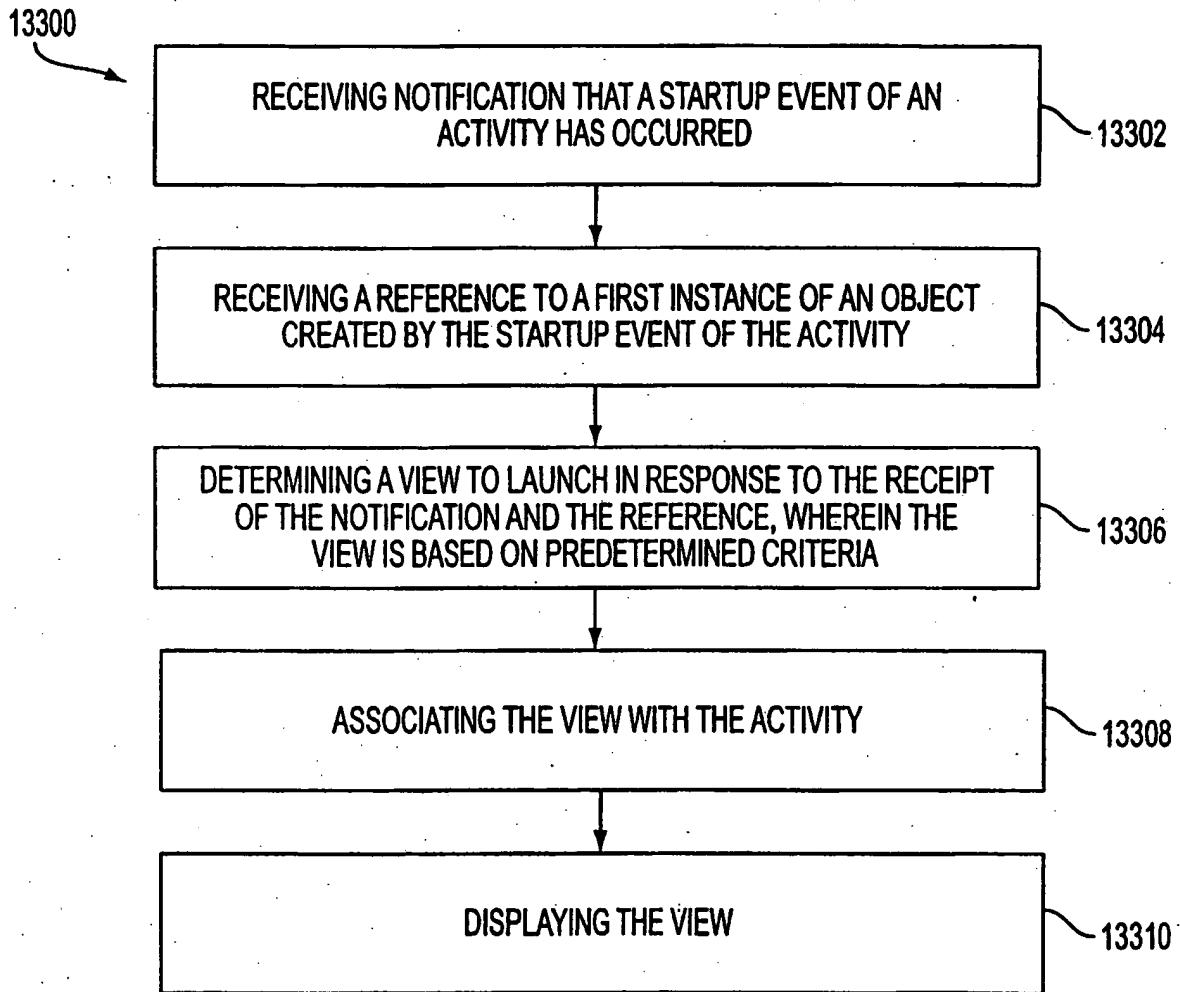 13300
RECEIVING NOTIFICATION THAT A STARTUP EVENT OF AN
ACTIVITY HAS OCCURRED
13302
RECEIVING A REFERENCE TO A FIRST INSTANCE OF AN OBJECT
CREATED BY THE STARTUP EVENT OF THE ACTIVITY
13304
DETERMINING A VIEW TO LAUNCH IN RESPONSE TO THE RECEIPT
OF THE NOTIFICATION AND THE REFERENCE, WHEREIN THE
VIEW IS BASED ON PREDETERMINED CRITERIA
13306
ASSOCIATING THE VIEW WITH THE ACTIVITY
13308
DISPLAYING THE VIEW
13310